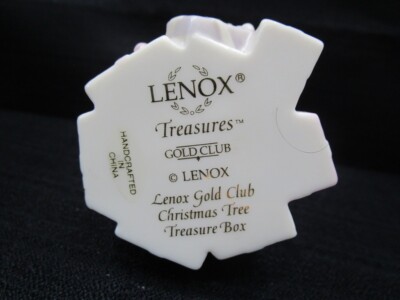 LENOX®
Treasures™
GOLD CLUB
© LENOX
Lenox Gold Club
Christmas Tree
Treasure Box
HANDCRAFTED
IN
CHINA